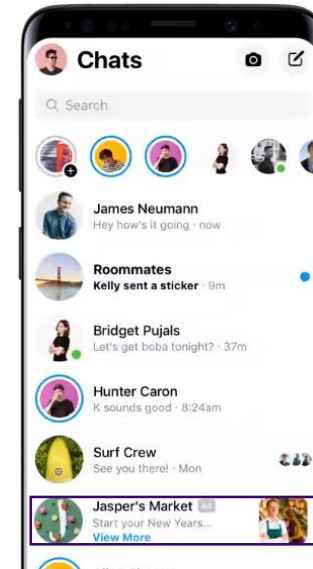 Chats
Search
James Neumann
Hey how's it going · now
Roommates
Kelly sent a sticker · 9m
Bridget Pujals
Let's get boba tonight? · 37m
Hunter Caron
K sounds good · 8:24am
Surf Crew
See you there! · Mon
Jasper's Market Ad
Start your New Years...
View More